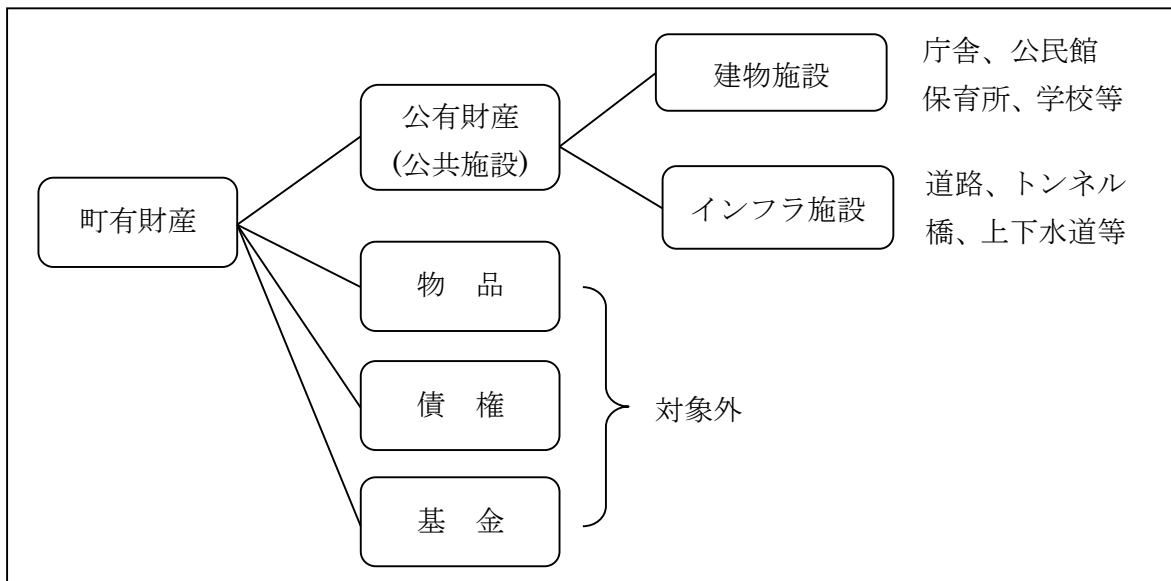 町有財産
公有財産
(公共施設)
建物施設
庁舎、公民館
保育所、学校等
インフラ施設
道路、トンネル
橋、上下水道等
物　品
債　権
基　金
対象外